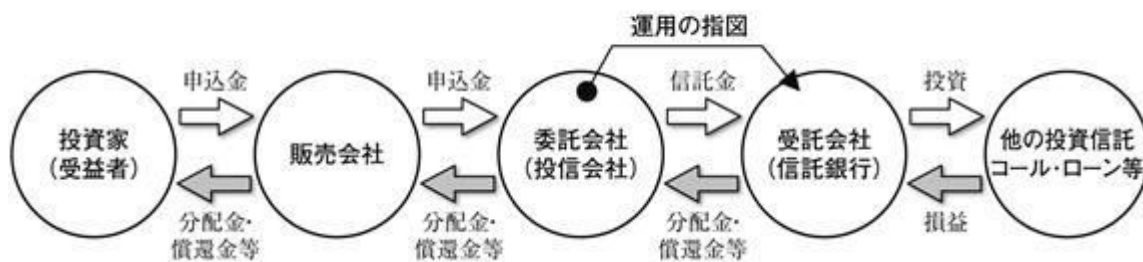 運用の指図
申込金
申込金
信託金
投資
投資家
(受益者)
販売会社
委託会社
(投信会社)
受託会社
(信託銀行)
他の投資信託
コール・ローン等
分配金・
償還金等
分配金・
償還金等
分配金・
償還金等
損益